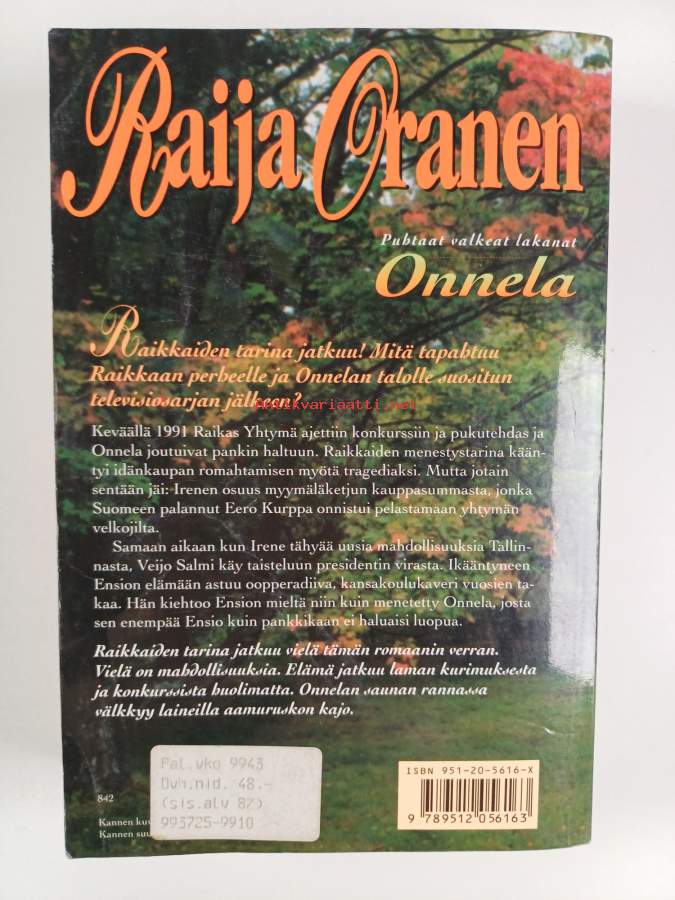 Raija Oranen
Puhtaat valkeat lakanat
Onnela
Raikkaiden tarina jatkuu! Mitä tapahtuu
Raikkaan perheelle ja Onnelan talolle suositun
televisiosarjan jälkeen?
Antikvariaatti.net
Keväällä 1991 Raikas Yhtymä ajettiin konkurssiin ja pukutehdas ja
Onnela joutuivat pankin haltuun. Raikkaiden menestystarina kään-
tyi idänkaupan romahtamisen myötä tragediaksi. Mutta jotain
sentään jäi: Irenen osuus myymäläketjun kauppasummasta, jonka
Suomeen palannut Eero Kurppa onnistui pelastamaan yhtymän
velkojilta.
Samaan aikaan kun Irene tähyää uusia mahdollisuuksia Tallin-
nasta, Veijo Salmi käy taisteluun presidentin virasta. Ikääntyneen
Ension elämään astuu oopperadiiva, kansakoulukaveri vuosien ta-
kaa. Hän kiehtoo Ension mieltä niin kuin menetetty Onnela, josta
sen enempää Ensio kuin pankkikaan ei haluaisi luopua.
Raikkaiden tarina jatkuu vielä tämän romaanin verran.
Vielä on mahdollisuuksia. Elämä jatkuu laman kurimuksesta
ja konkurssista huolimatta. Onnelan saunan rannassa
välkkyy laineilla aamuruskon kajo.
Pal.vko 9943
Dvh.nid. 48.-
(sis.alv 8%)
993725-9910
842
Kannen kuv
Kannen suu
ISBN 951-20-5616-X
9 789512 056163